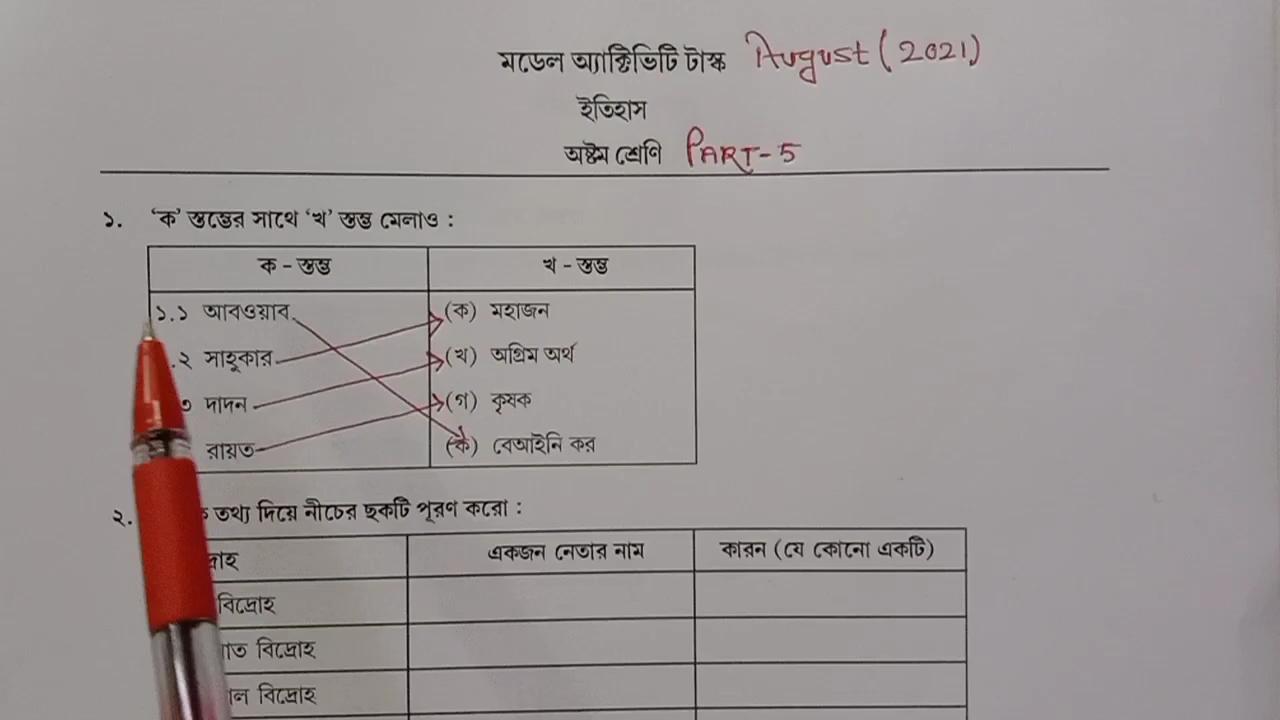 মডেল অ্যাক্টিভিটি টাস্ক August (2021)
ইতিহাস
অষ্টম শ্রেণি PART-5
১. ‘ক’ স্তম্ভের সাথে ‘খ’ স্তম্ভ মেলাও :
ক - স্তম্ভ খ - স্তম্ভ
১.১ আবওয়াব (ক) মহাজন
.২ সাহূকার (খ) অগ্রিম অর্থ
৩ দাদন (গ) কৃষক
রায়ত (ক) বেআইনি কর
২. তথ্য দিয়ে নীচের ছকটি পূরণ করো :
একজন নেতার নাম কারন (যে কোনো একটি)
বিদ্রোহ
বিদ্রোহ
বিদ্রোহ